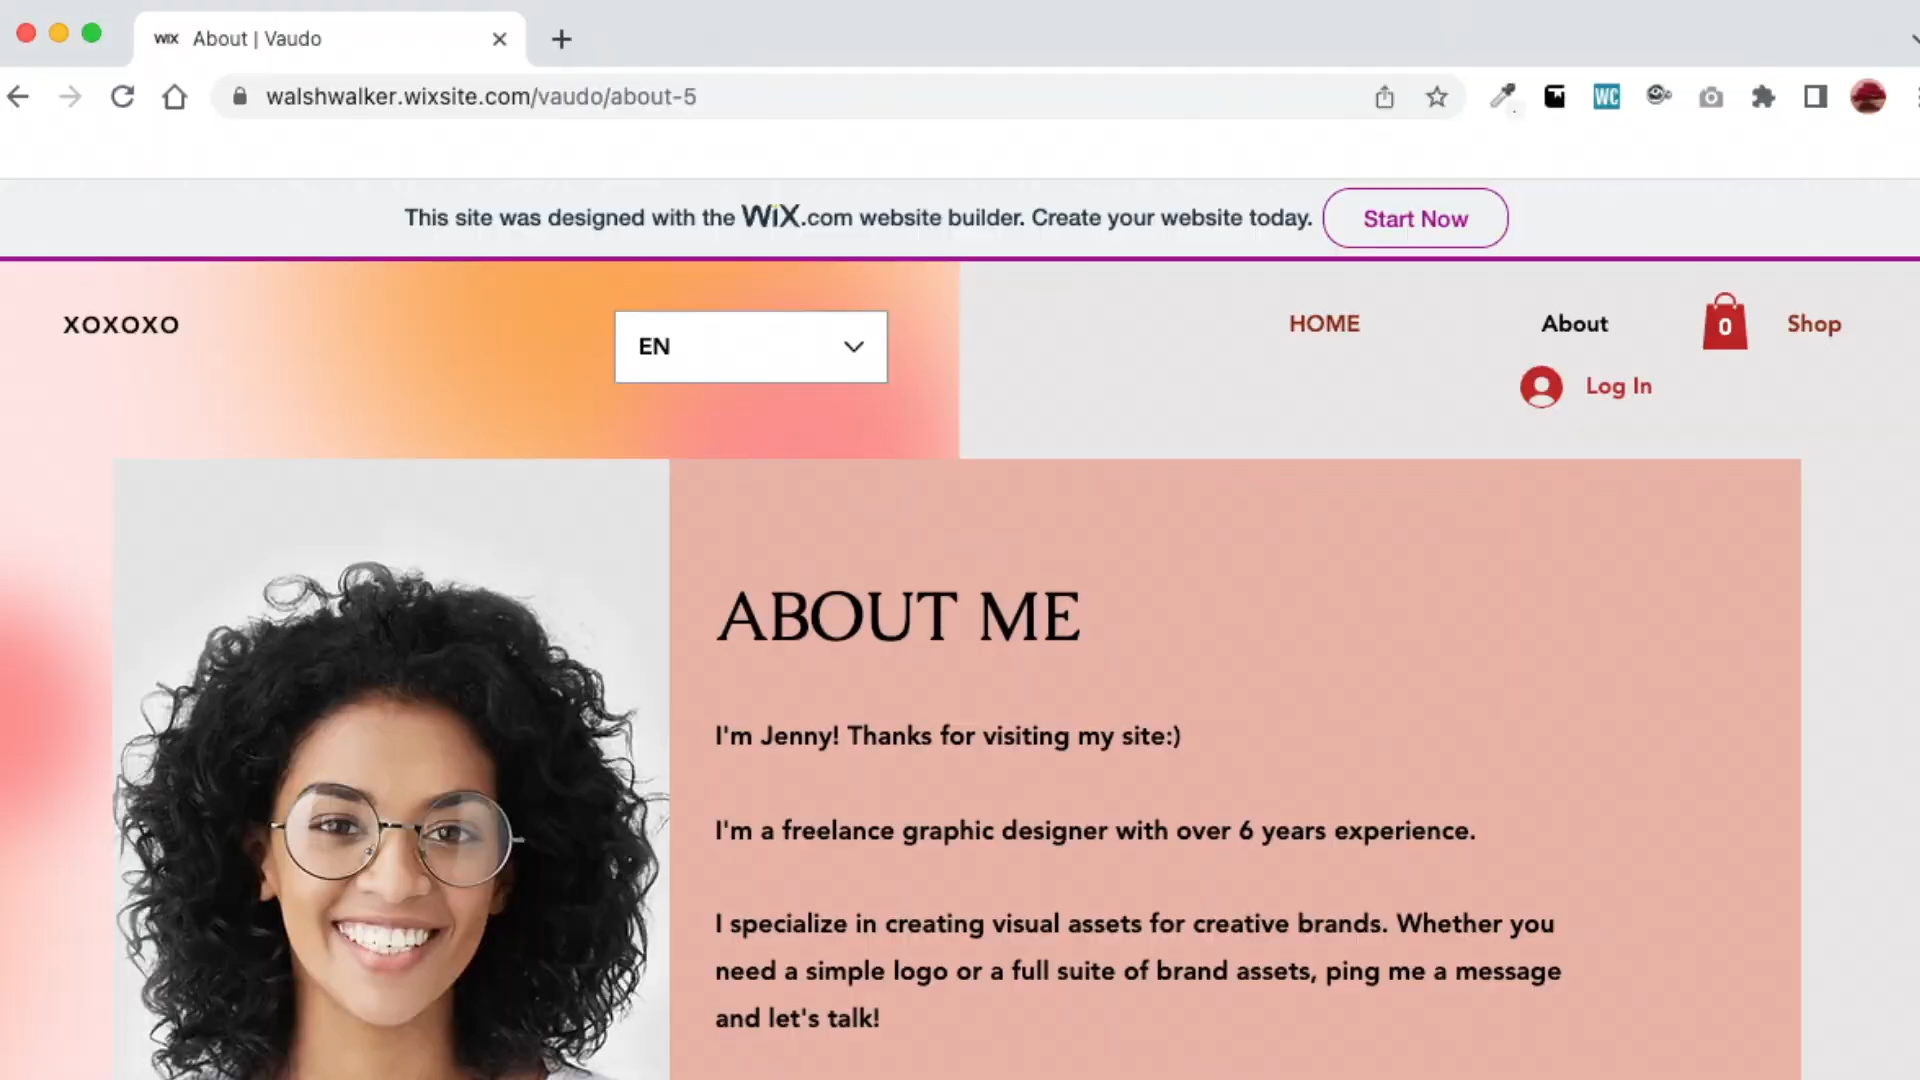 WIX About | Vaudo
walshwalker.wixsite.com/vaudo/about-5
WC
This site was designed with the WiX.com website builder. Create your website today. Start Now
XOXOXO
EN
HOME
About
0
Shop
Log In
ABOUT ME
I'm Jenny! Thanks for visiting my site:)
I'm a freelance graphic designer with over 6 years experience.
I specialize in creating visual assets for creative brands. Whether you
need a simple logo or a full suite of brand assets, ping me a message
and let's talk!